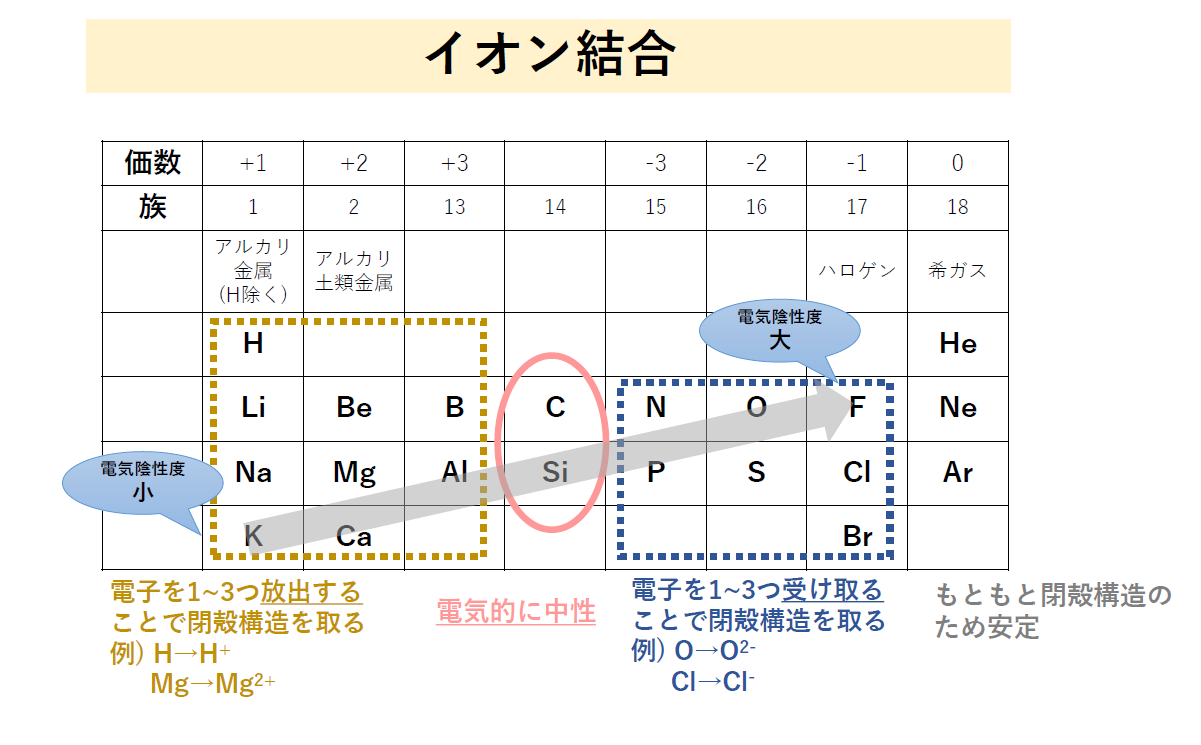 イオン結合
価数 +1 +2 +3 -3 -2 -1 0
族 1 2 13 14 15 16 17 18
アルカリ
金属
(H除く)
アルカリ
土類金属
ハロゲン
希ガス
電気陰性度
大
H He
Li Be B C N O F Ne
電気陰性度
小
Na Mg Al Si P S Cl Ar
K Ca Br
電子を1~3つ放出する
ことで閉殻構造を取る
例) H→H⁺
Mg→Mg²⁺
電気的に中性
電子を1~3つ受け取る
ことで閉殻構造を取る
例) O→O²⁻
Cl→Cl⁻
もともと閉殻構造の
ため安定